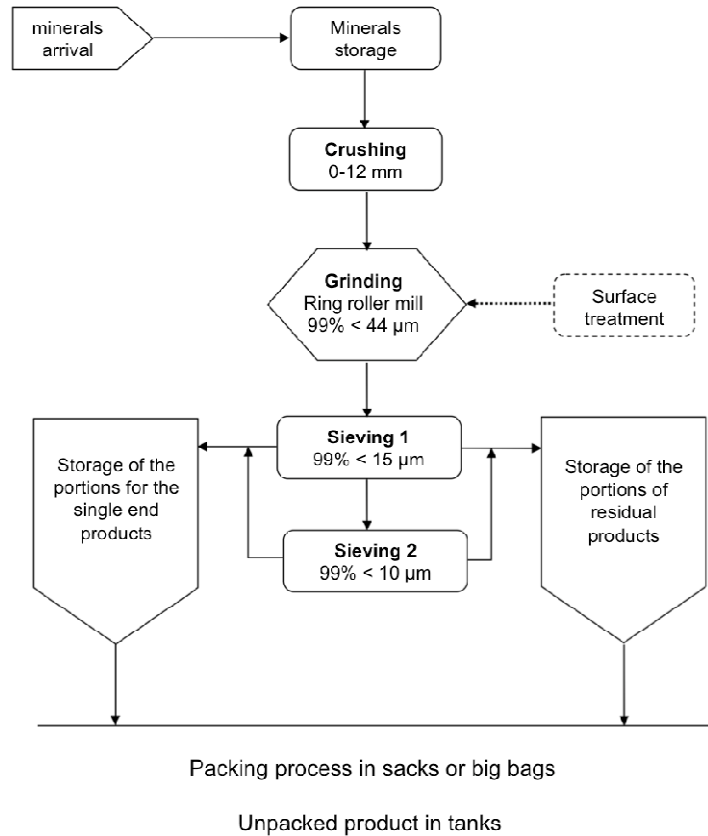 minerals
arrival
Minerals
storage
Crushing
0-12 mm
Grinding
Ring roller mill
99% < 44 µm
Surface
treatment
Sieving 1
99% < 15 µm
Storage of the
portions for the
single end
products
Storage of the
portions of
residual
products
Sieving 2
99% < 10 µm
Packing process in sacks or big bags
Unpacked product in tanks